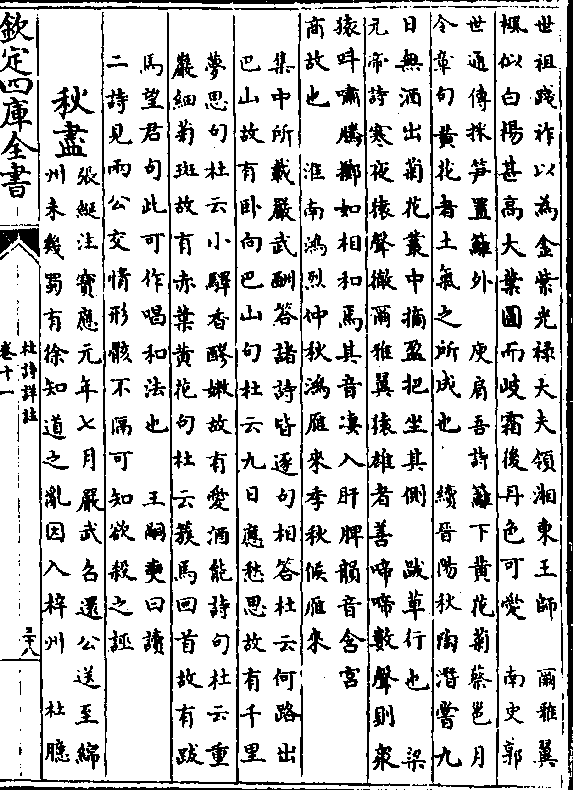 世祖踐祚以為金紫光祿大夫領湘東王師　爾雅翼
楓似白楊甚高大葉圓而岐霜後丹色可愛　南史郭
世通傳採笋置籬外　庾肩吾詩籬下黄花菊蔡邕月
令章句黄花者土氣之所成也　續晉陽秋陶潛嘗九
日無酒出菊花叢中摘盈把坐其側　跋草行也　梁
元帝詩寒夜猿聲徹爾雅翼猿雄者善啼啼數聲則衆
猿呌嘯騰擲如相和焉其音凄入肝脾韻音含宫
商故也　淮南鴻烈仲秋鴻雁來季秋候雁來
集中所載嚴武酬答諸詩皆逐句相答杜云何路出
巴山故有卧向巴山句杜云九日應愁思故有千里
夢思句杜云小驛香醪嫩故有愛酒能詩句杜云重
巖細菊斑故有赤葉黄花句杜云蔟馬回首故有跋
馬望君句此可作唱和法也　王嗣奭曰讀
二詩見兩公交情形骸不隔可知欲殺之誣
秋盡　張綖注寳應元年七月嚴武召還公送至綿
州未幾蜀有徐知道之亂因入梓州　杜臆
欽定四庫全書
杜詩詳註
卷十一
三十八